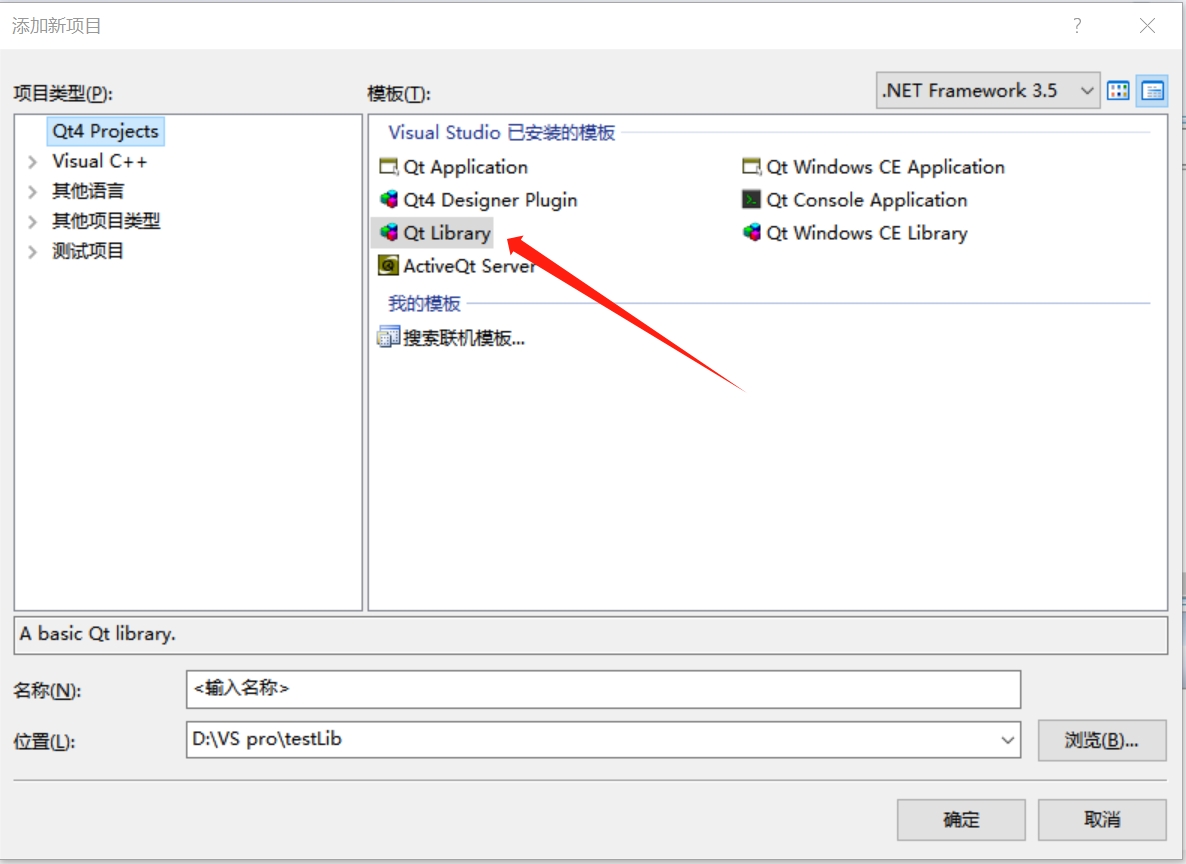 添加新项目
?
项目类型(P):
模板(T):
.NET Framework 3.5
Qt4 Projects
Visual C++
其他语言
其他项目类型
测试项目
Visual Studio 已安装的模板
Qt Application
Qt Windows CE Application
Qt4 Designer Plugin
Qt Console Application
Qt Library
Qt Windows CE Library
ActiveQt Server
我的模板
搜索联机模板...
A basic Qt library.
名称(N):
<输入名称>
位置(L):
D:\VS pro\testLib
浏览(B)...
确定
取消